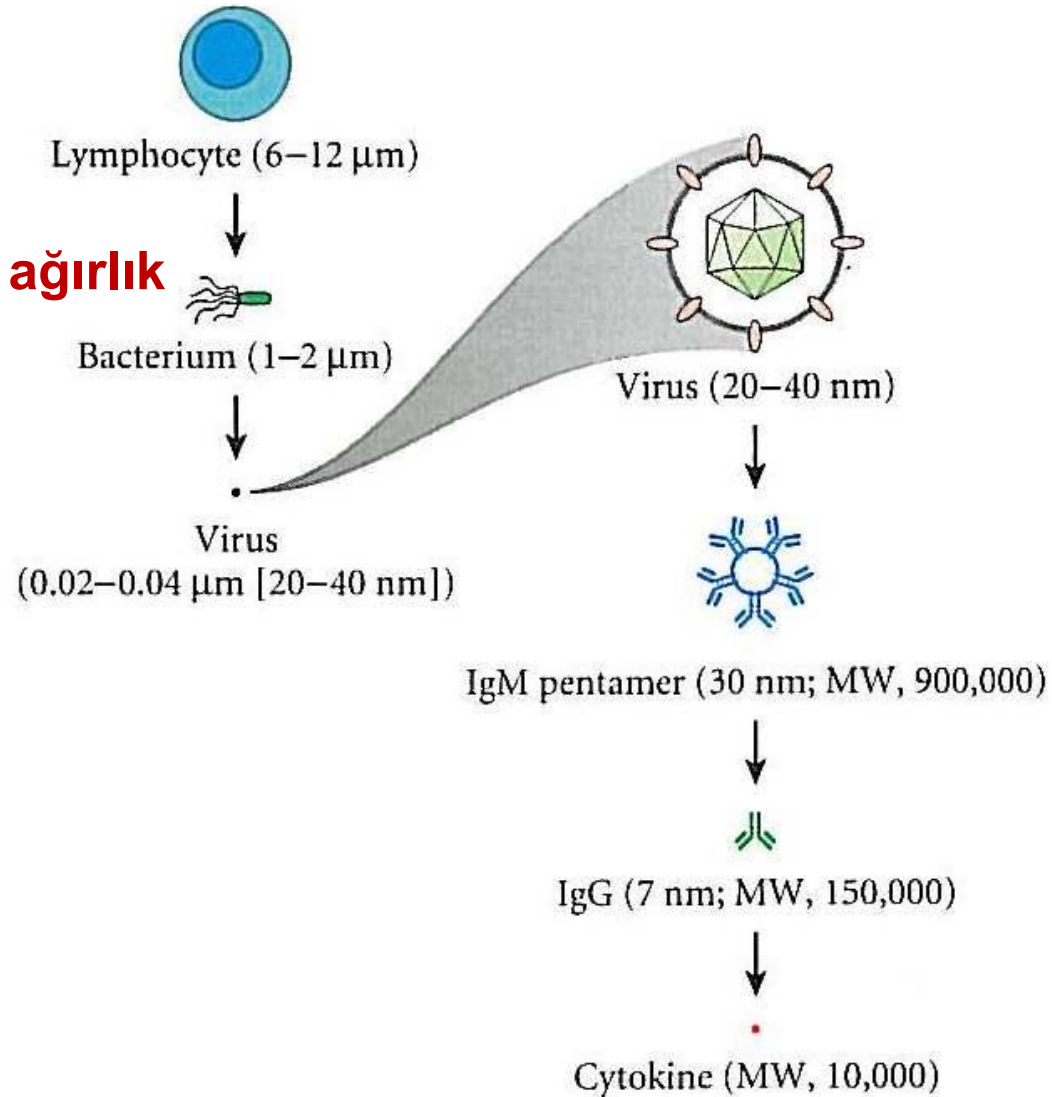 Lymphocyte (6–12 µm)
ağırlık
Bacterium (1–2 µm)
Virus
(0.02–0.04 µm [20–40 nm])
Virus (20–40 nm)
IgM pentamer (30 nm; MW, 900,000)
IgG (7 nm; MW, 150,000)
Cytokine (MW, 10,000)